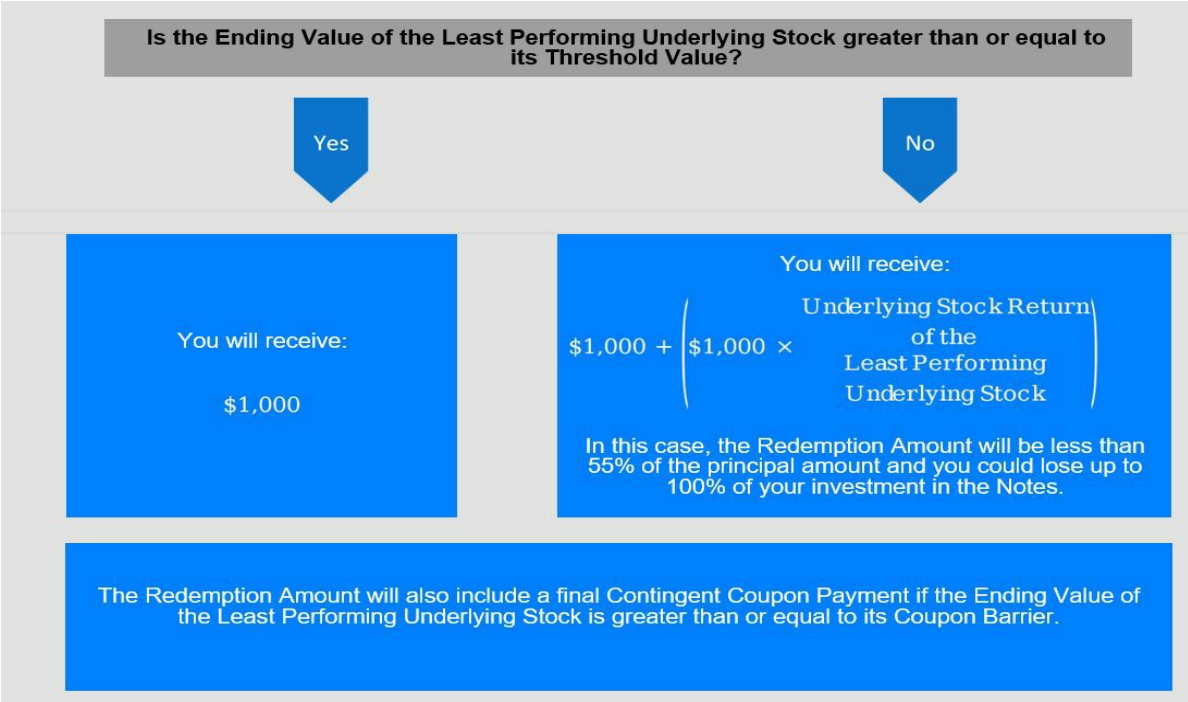 Is the Ending Value of the Least Performing Underlying Stock greater than or equal to
its Threshold Value?
Yes
No
You will receive:
$1,000
You will receive:
$1,000 + ($1,000 × Underlying Stock Return
of the
Least Performing
Underlying Stock)
In this case, the Redemption Amount will be less than
55% of the principal amount and you could lose up to
100% of your investment in the Notes.
The Redemption Amount will also include a final Contingent Coupon Payment if the Ending Value of
the Least Performing Underlying Stock is greater than or equal to its Coupon Barrier.